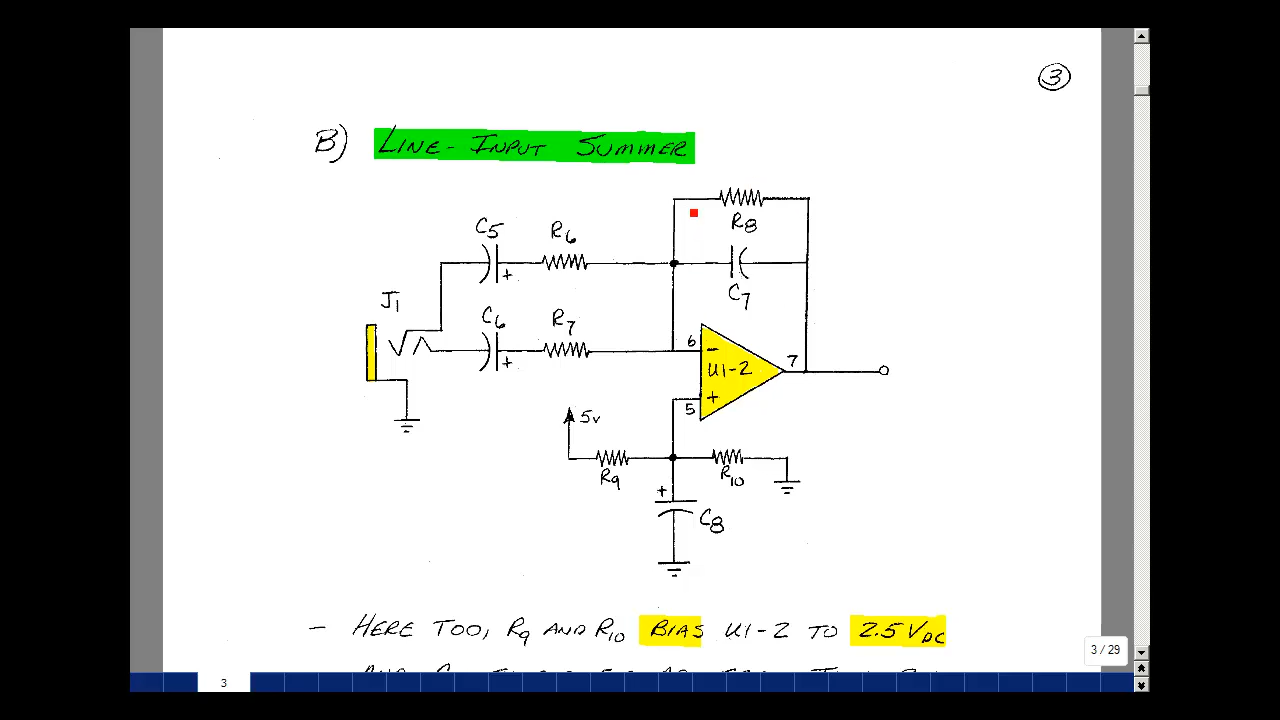 3
B) LINE-INPUT SUMMER
R8
C5 R6
C7
J1
C6 R7
6 -
U1-2 7
5 +
5v
R9 R10
+
C8
+
+
- HERE TOO, R9 AND R10 BIAS U1-2 TO 2.5 VDC
3 / 29
3